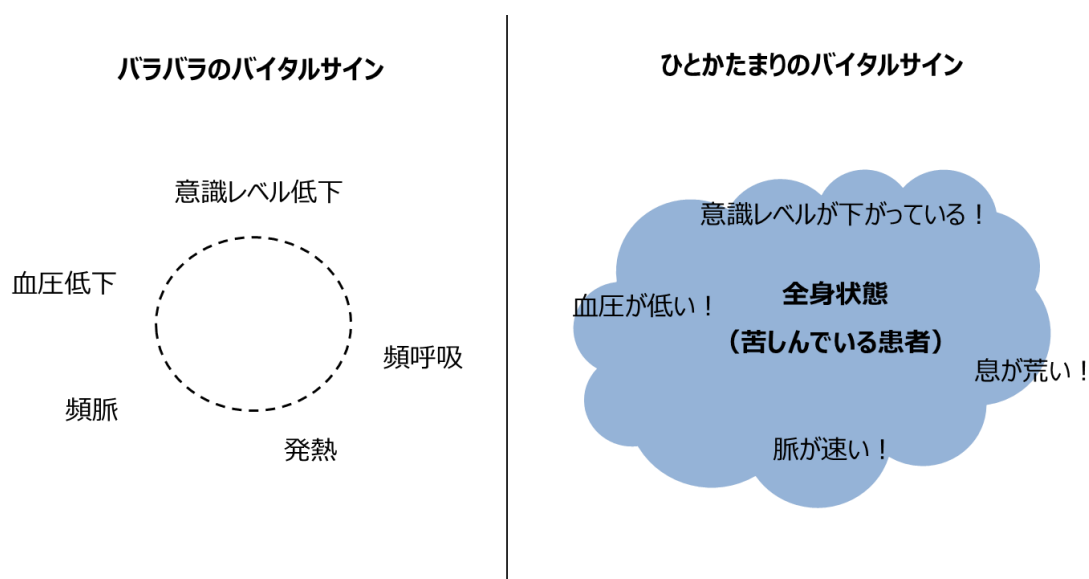 バラバラのバイタルサイン
意識レベル低下
血圧低下
頻呼吸
頻脈
発熱
ひとかたまりのバイタルサイン
意識レベルが下がっている！
血圧が低い！
全身状態
（苦しんでいる患者）
息が荒い！
脈が速い！